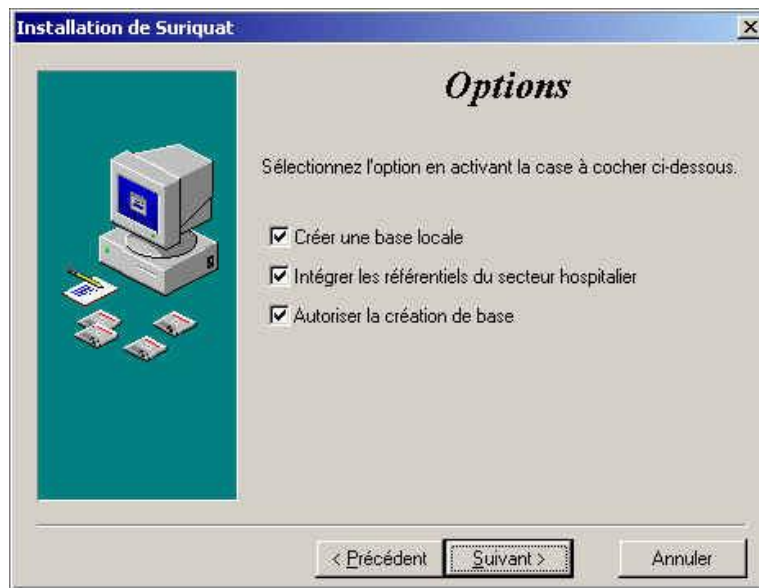 Installation de Suriquat
Options
Sélectionnez l'option en activant la case à cocher ci-dessous.
Créer une base locale
Intégrer les référentiels du secteur hospitalier
Autoriser la création de base
< Précédent
Suivant >
Annuler